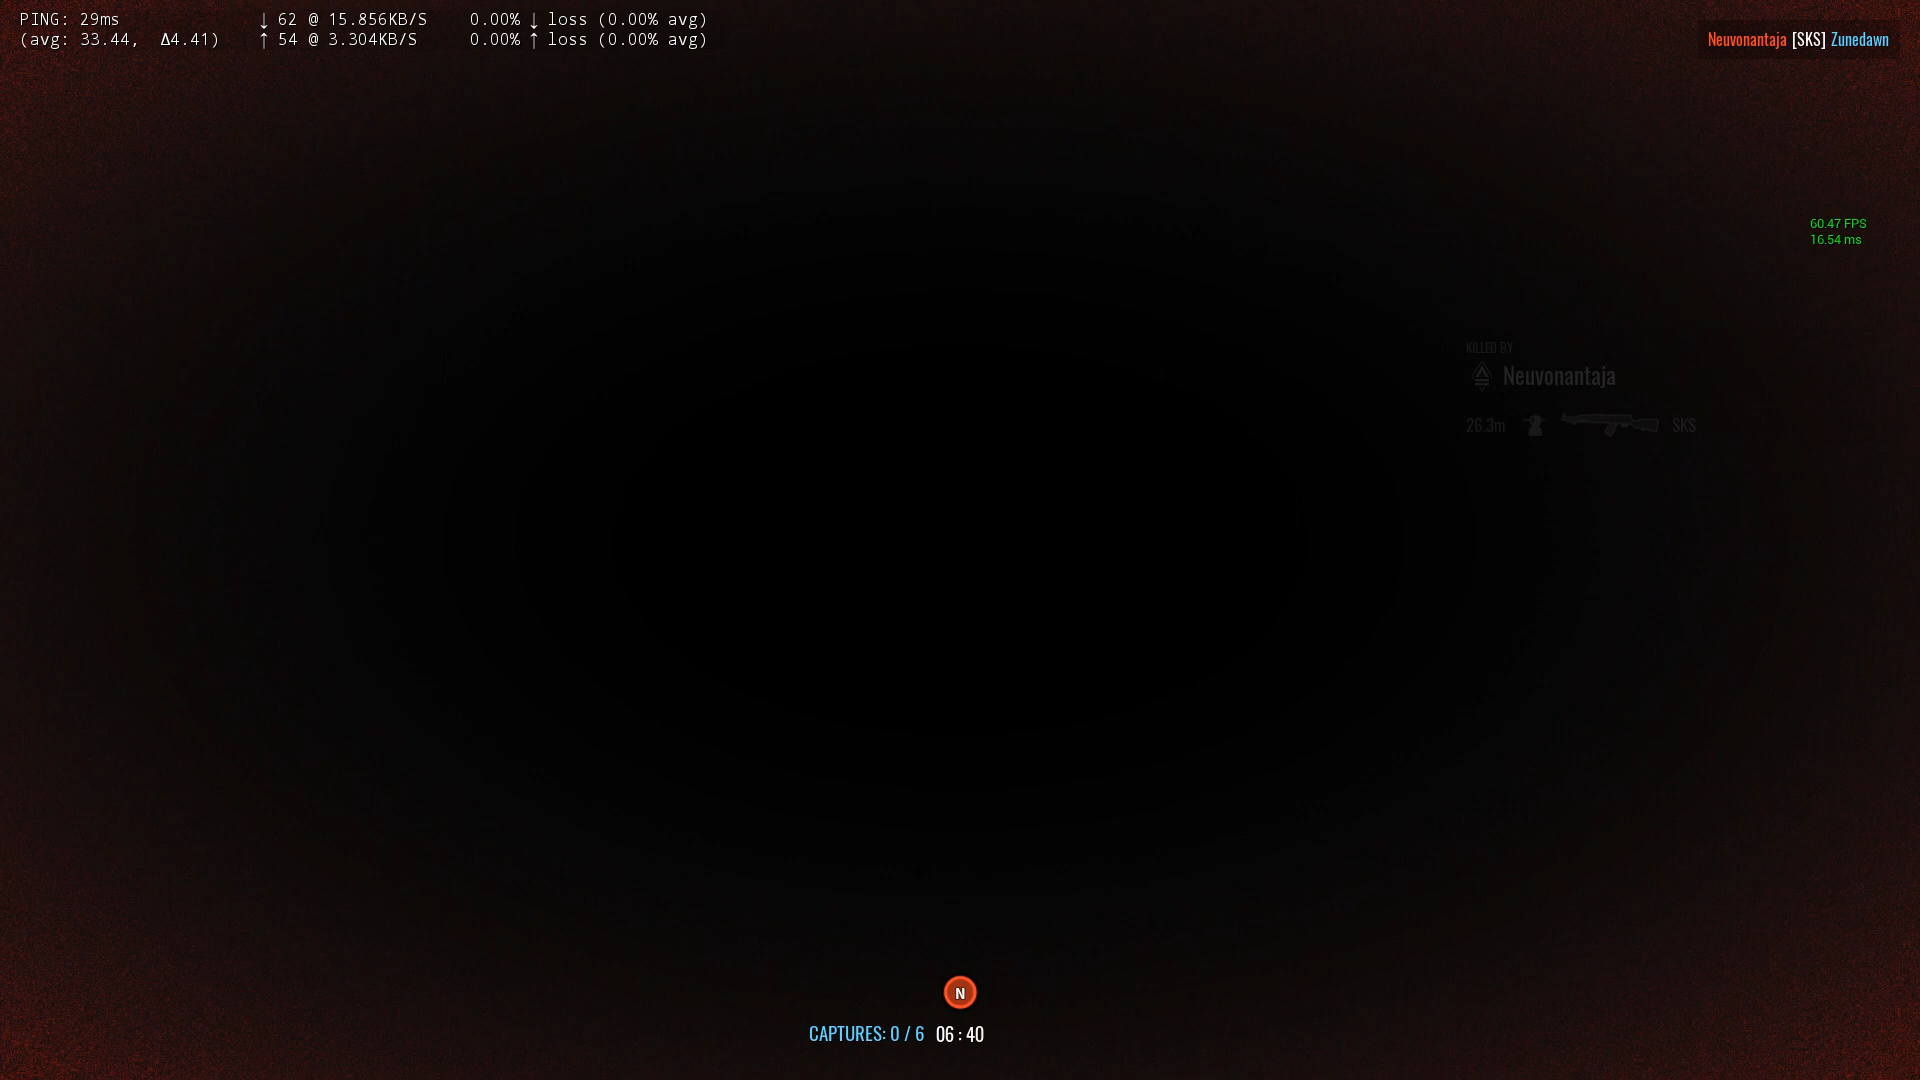 PING: 29ms ↓ 62 @ 15.856KB/S 0.00% ↓ loss (0.00% avg)
(avg: 33.44, Δ4.41) ↑ 54 @ 3.304KB/S 0.00% ↑ loss (0.00% avg)
Neuvonantaja [SKS] Zunedawn
60.47 FPS
16.54 ms
KILLED BY
Neuvonantaja
26.3m SKS
N
CAPTURES: 0 / 6 06 : 40